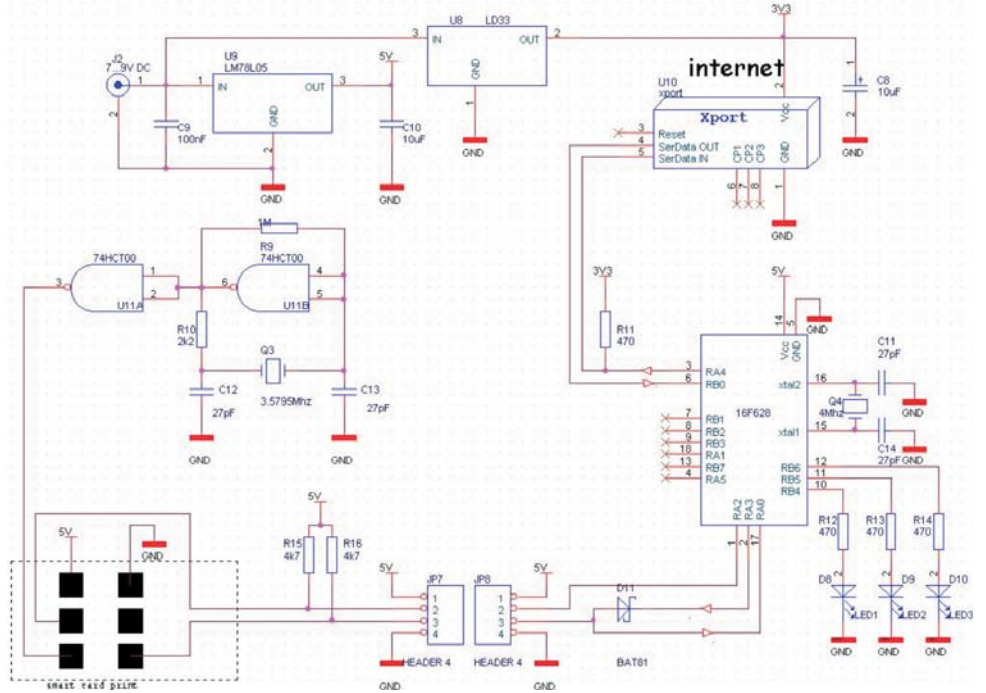 3V3
U8 LD33
3 IN OUT 2
GND
1
J2
7 9V DC
2
U9
LM78L05
1 IN OUT 3
GND
2
5V
C9
100nF
C10
10uF
GND
GND
GND
internet
U10
xport
Xport
2
Vcc
3 Reset
4 SerData OUT
5 SerData IN
CP1
CP2
CP3
GND
6
7
8
1
GND
1
C8
10uF
2
GND
1M
R9
74HCT00
3
1
2
U11A
74HCT00
6
4
5
U11B
R10
2k2
Q3
3.5795Mhz
C12
27pF
C13
27pF
GND
GND
3V3
R11
470
5V
14
5
GND
Vcc
GND
3 RA4
6 RB0
16F628
xtal2 16
xtal1 15
C11
27pF
GND
Q4
4Mhz
C14
27pF
GND
7 RB1
8 RB2
9 RB3
18 RA1
13 RB7
4 RA5
RB6 12
RB5 11
RB4 10
RA2
RA3
RA0
1
2
17
R12
470
R13
470
R14
470
2
2
2
D8
LED1
D9
LED2
D10
LED3
GND
GND
GND
5V
R15
4k7
R16
4k7
5V
GND
5V
JP7
1
2
3
4
HEADER 4
GND
JP8
1
2
3
4
HEADER 4
5V
GND
D11
BAT81
smart card print